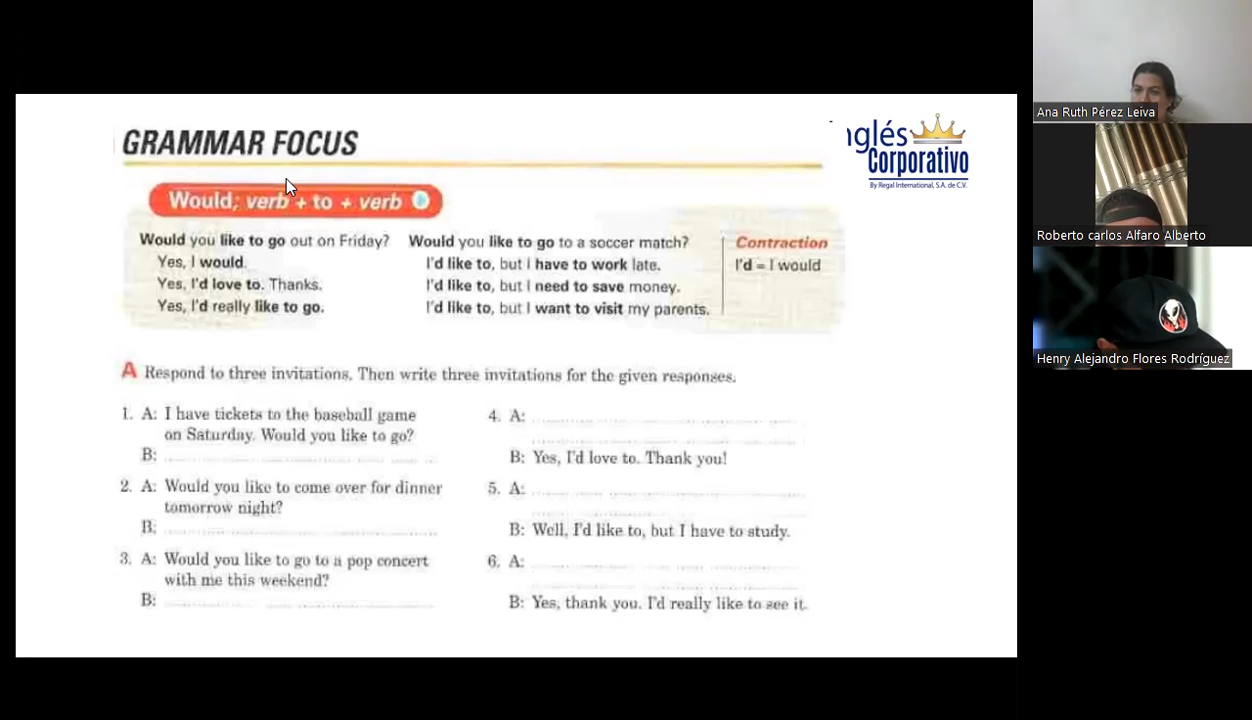 GRAMMAR FOCUS
Would; verb + to + verb
Would you like to go out on Friday?
Yes, I would.
Yes, I'd love to. Thanks.
Yes, I'd really like to go.
Would you like to go to a soccer match?
I'd like to, but I have to work late.
I'd like to, but I need to save money.
I'd like to, but I want to visit my parents.
Contraction
I'd = I would
A Respond to three invitations. Then write three invitations for the given responses.
1. A: I have tickets to the baseball game
on Saturday. Would you like to go?
B:
2. A: Would you like to come over for dinner
tomorrow night?
B:
3. A: Would you like to go to a pop concert
with me this weekend?
B:
4. A:
B: Yes, I'd love to. Thank you!
5. A:
B: Well, I'd like to, but I have to study.
6. A:
B: Yes, thank you. I'd really like to see it.
nglés
Corporativo
By Regal International, S.A. de C.V.
Ana Ruth Pérez Leiva
Roberto carlos Alfaro Alberto
Henry Alejandro Flores Rodríguez